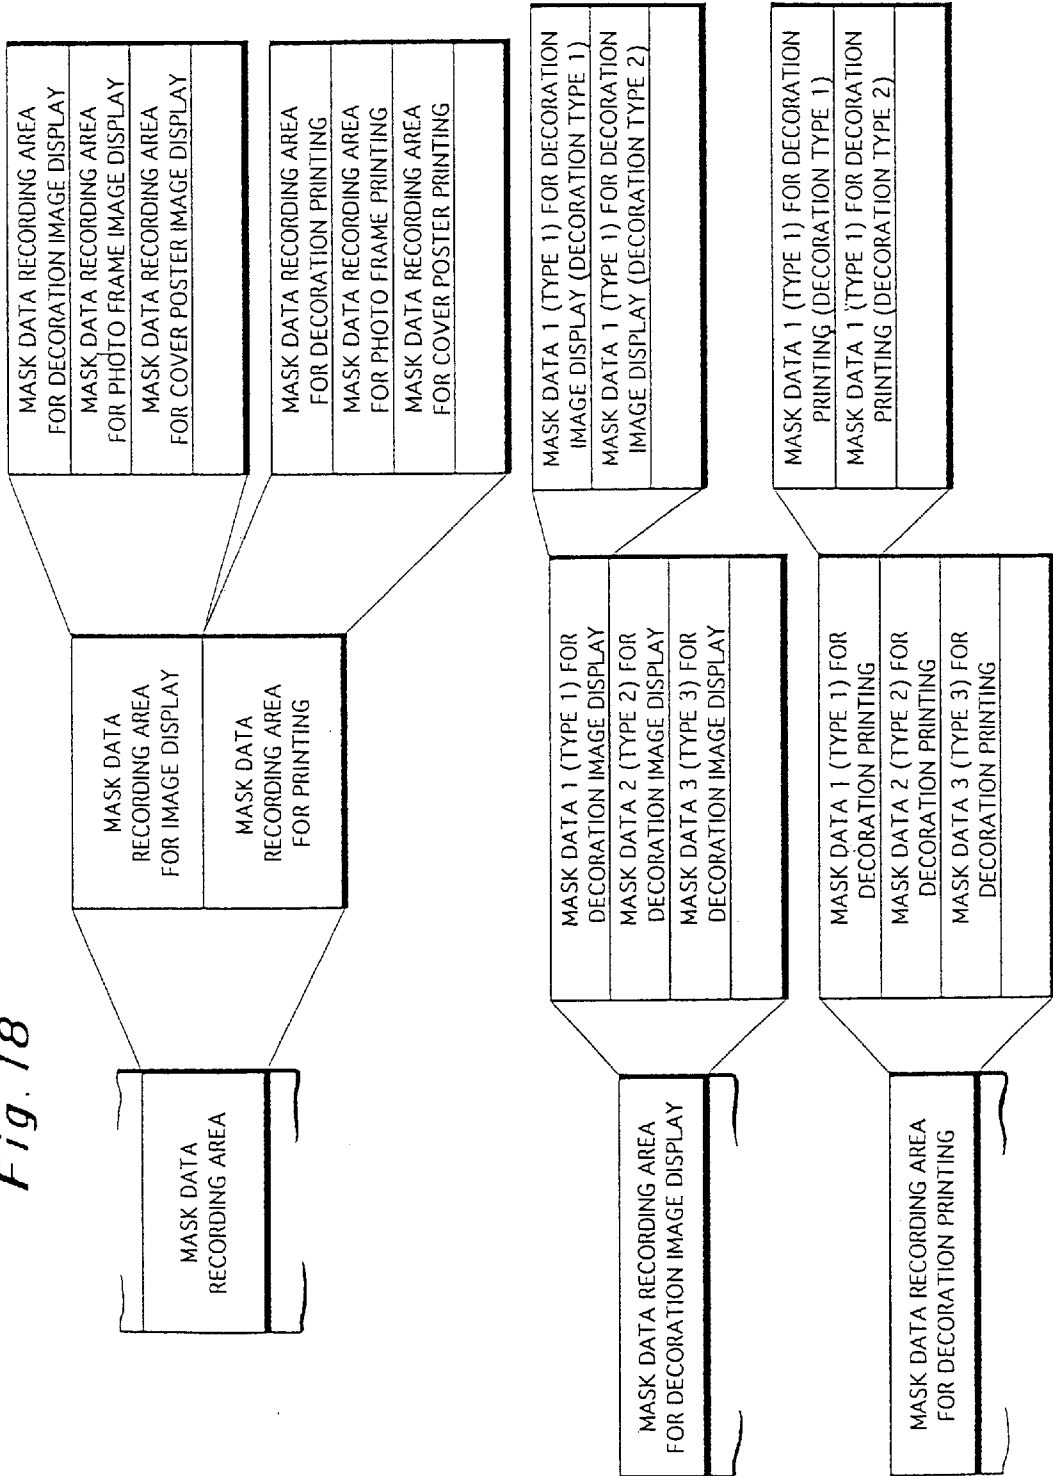 Fig. 18
MASK DATA
RECORDING AREA
MASK DATA
RECORDING AREA
FOR IMAGE DISPLAY
MASK DATA
RECORDING AREA
FOR PRINTING
MASK DATA RECORDING AREA
FOR DECORATION IMAGE DISPLAY
MASK DATA RECORDING AREA
FOR PHOTO FRAME IMAGE DISPLAY
MASK DATA RECORDING AREA
FOR COVER POSTER IMAGE DISPLAY
MASK DATA RECORDING AREA
FOR DECORATION PRINTING
MASK DATA RECORDING AREA
FOR PHOTO FRAME PRINTING
MASK DATA RECORDING AREA
FOR COVER POSTER PRINTING
MASK DATA RECORDING AREA
FOR DECORATION IMAGE DISPLAY
MASK DATA 1 (TYPE 1) FOR
DECORATION IMAGE DISPLAY
MASK DATA 2 (TYPE 2) FOR
DECORATION IMAGE DISPLAY
MASK DATA 3 (TYPE 3) FOR
DECORATION IMAGE DISPLAY
MASK DATA 1 (TYPE 1) FOR DECORATION
IMAGE DISPLAY (DECORATION TYPE 1)
MASK DATA 1 (TYPE 1) FOR DECORATION
IMAGE DISPLAY (DECORATION TYPE 2)
MASK DATA RECORDING AREA
FOR DECORATION PRINTING
MASK DATA 1 (TYPE 1) FOR
DECORATION PRINTING
MASK DATA 2 (TYPE 2) FOR
DECORATION PRINTING
MASK DATA 3 (TYPE 3) FOR
DECORATION PRINTING
MASK DATA 1 (TYPE 1) FOR DECORATION
PRINTING (DECORATION TYPE 1)
MASK DATA 1 (TYPE 1) FOR DECORATION
PRINTING (DECORATION TYPE 2)